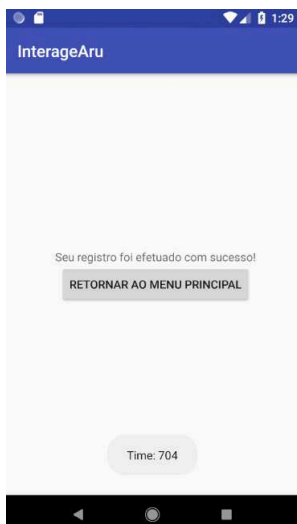 1:29
InterageAru
Seu registro foi efetuado com sucesso!
RETORNAR AO MENU PRINCIPAL
Time: 704